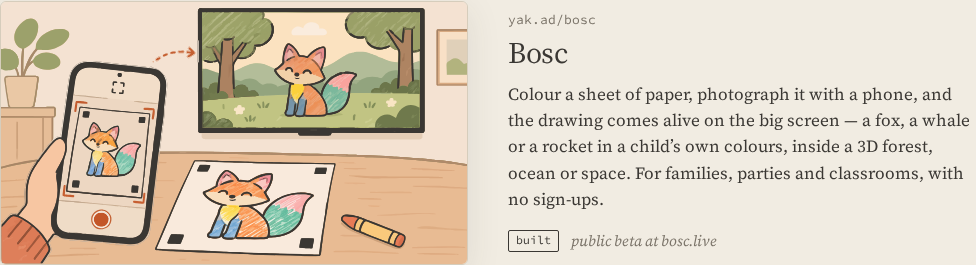 yak.ad/bosc
Bosc
Colour a sheet of paper, photograph it with a phone, and
the drawing comes alive on the big screen — a fox, a whale
or a rocket in a child’s own colours, inside a 3D forest,
ocean or space. For families, parties and classrooms, with
no sign-ups.
built public beta at bosc.live